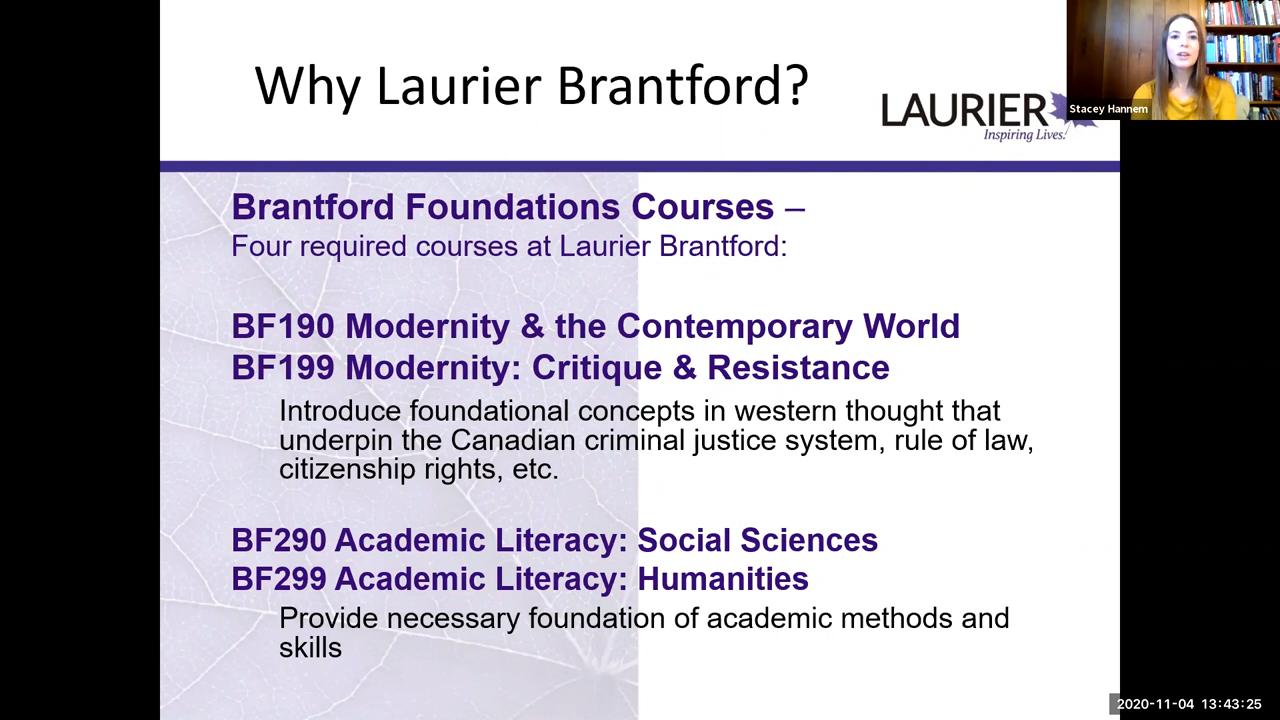 Why Laurier Brantford?
LAURIER
Inspiring Lives.
Stacey Hannem
Brantford Foundations Courses –
Four required courses at Laurier Brantford:
BF190 Modernity & the Contemporary World
BF199 Modernity: Critique & Resistance
Introduce foundational concepts in western thought that
underpin the Canadian criminal justice system, rule of law,
citizenship rights, etc.
BF290 Academic Literacy: Social Sciences
BF299 Academic Literacy: Humanities
Provide necessary foundation of academic methods and
skills
2020-11-04 13:43:25